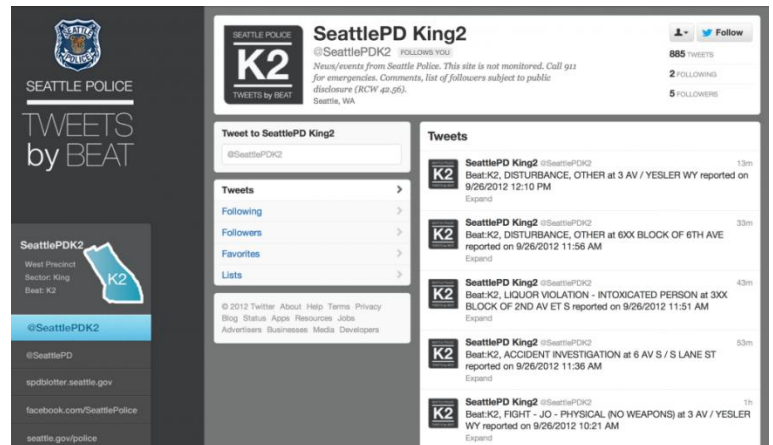 SEATTLE POLICE
TWEETS
by BEAT
SeattlePDK2
West Precinct
Sector: King
Beat: K2
K2
@SeattlePDK2
@SeattlePD
spdblotter.seattle.gov
facebook.com/SeattlePolice
seattle.gov/police
SEATTLE POLICE
K2
TWEETS by BEAT
SeattlePD King2
@SeattlePDK2 FOLLOWS YOU
News/events from Seattle Police. This site is not monitored. Call 911
for emergencies. Comments, list of followers subject to public
disclosure (RCW 42.56).
Seattle, WA
Follow
885 TWEETS
2 FOLLOWING
5 FOLLOWERS
Tweet to SeattlePD King2
@SeattlePDK2
Tweets
Following
Followers
Favorites
Lists
© 2012 Twitter About Help Terms Privacy
Blog Status Apps Resources Jobs
Advertisers Businesses Media Developers
Tweets
K2
SeattlePD King2 @SeattlePDK2 13m
Beat:K2, DISTURBANCE, OTHER at 3 AV / YESLER WY reported on
9/26/2012 12:10 PM
Expand
K2
SeattlePD King2 @SeattlePDK2 33m
Beat:K2, DISTURBANCE, OTHER at 6XX BLOCK OF 6TH AVE
reported on 9/26/2012 11:56 AM
Expand
K2
SeattlePD King2 @SeattlePDK2 43m
Beat:K2, LIQUOR VIOLATION - INTOXICATED PERSON at 3XX
BLOCK OF 2ND AV ET S reported on 9/26/2012 11:51 AM
Expand
K2
SeattlePD King2 @SeattlePDK2 53m
Beat:K2, ACCIDENT INVESTIGATION at 6 AV S / S LANE ST
reported on 9/26/2012 11:36 AM
Expand
K2
SeattlePD King2 @SeattlePDK2 1h
Beat:K2, FIGHT - JO - PHYSICAL (NO WEAPONS) at 3 AV / YESLER
WY reported on 9/26/2012 10:21 AM
Expand